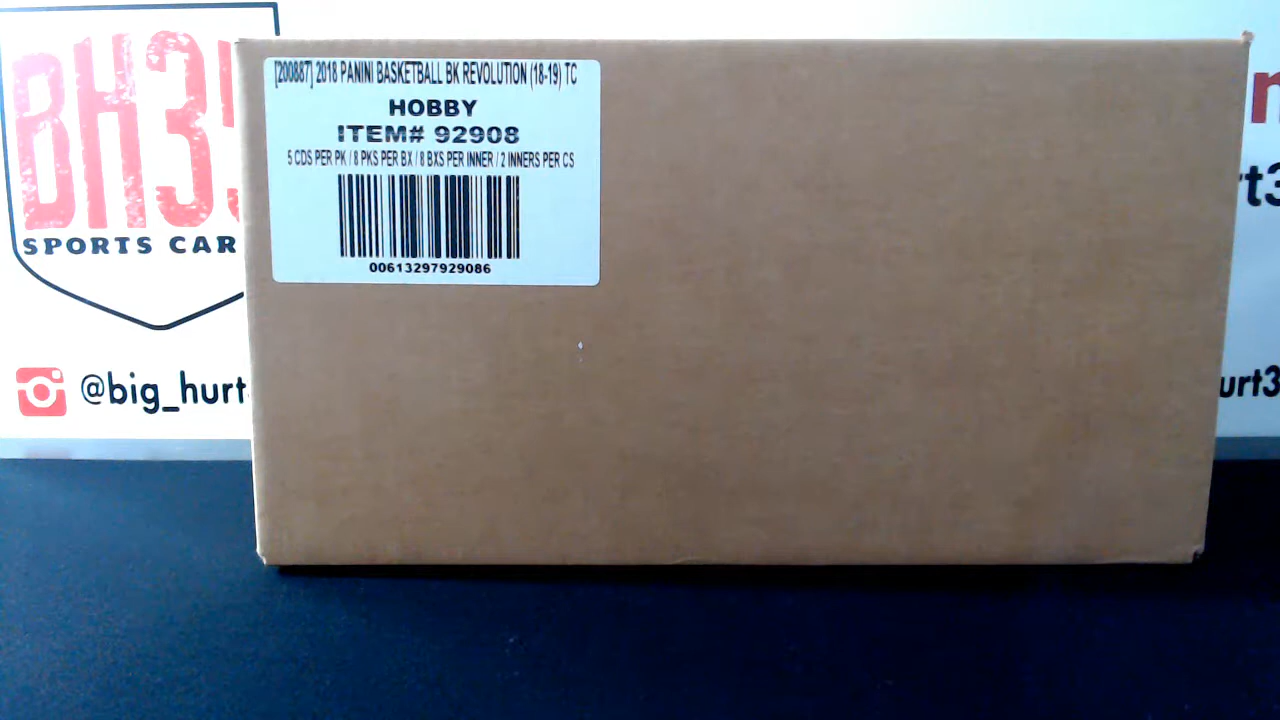 BH35
SPORTS CAR
@big_hurt
[200887] 2018 PANINI BASKETBALL BK REVOLUTION (18-19) TC
HOBBY
ITEM# 92908
5 CDS PER PK / 8 PKS PER BX / 8 BXS PER INNER / 2 INNERS PER CS
00613297929086
rt3
urt3